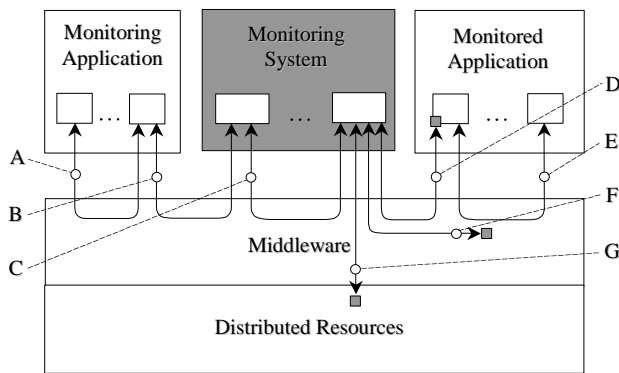 Monitoring
Application
Monitoring
System
Monitored
Application
...
...
...
A
B
C
D
E
F
G
Middleware
Distributed Resources